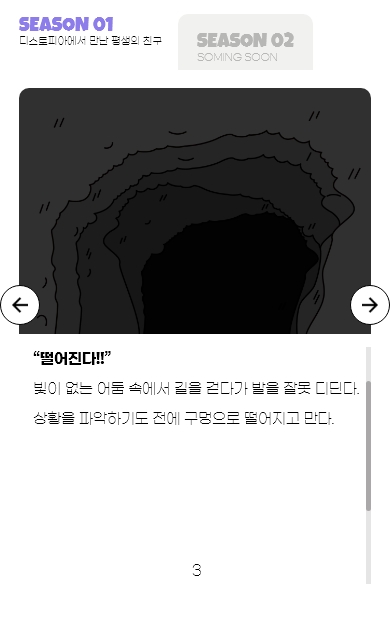 SEASON 01
디스토피아에서 만난 평생의 친구
SEASON 02
SOMING SOON
“떨어진다!!”
빛이 없는 어둠 속에서 길을 걷다가 발을 잘못 디딘다.
상황을 파악하기도 전에 구멍으로 떨어지고 만다.
3